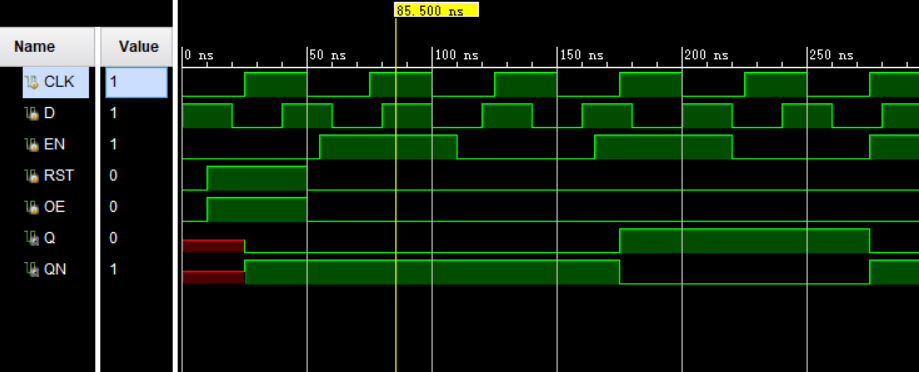 85.500 ns
Name Value
0 ns 50 ns 100 ns 150 ns 200 ns 250 ns
CLK 1
D 1
EN 1
RST 0
OE 0
Q 0
QN 1